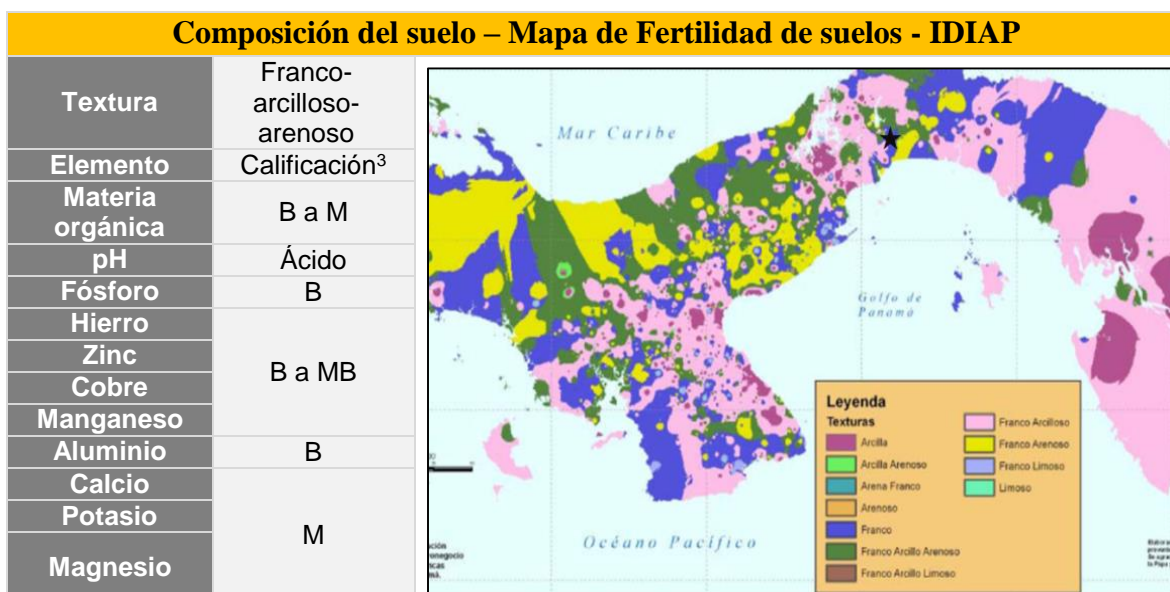 Composición del suelo – Mapa de Fertilidad de suelos - IDIAP
Textura
Franco-
arcilloso-
arenoso
Elemento
Calificación³
Materia
orgánica
B a M
pH
Ácido
Fósforo
B
Hierro
Zinc
Cobre
Manganeso
B a MB
Aluminio
B
Calcio
Potasio
Magnesio
M
Mar Caribe
Golfo de
Panamá
Océano Pacífico
Leyenda
Texturas
Arcilla
Arcilla Arenoso
Arena Franco
Arenoso
Franco
Franco Arcillo Arenoso
Franco Arcillo Limoso
Franco Arcilloso
Franco Arenoso
Franco Limoso
Limoso